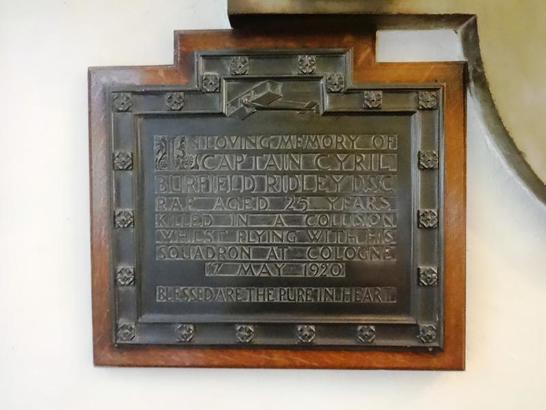 IN LOVING MEMORY OF
CAPTAIN CYRIL
BURFIELD RIDLEY D.S.C
R.A.F. AGED 25 YEARS
KILLED IN A COLLISION
WHILST FLYING WITH HIS
SQUADRON AT COLOGNE
17 MAY 1920
BLESSED ARE THE PURE IN HEART